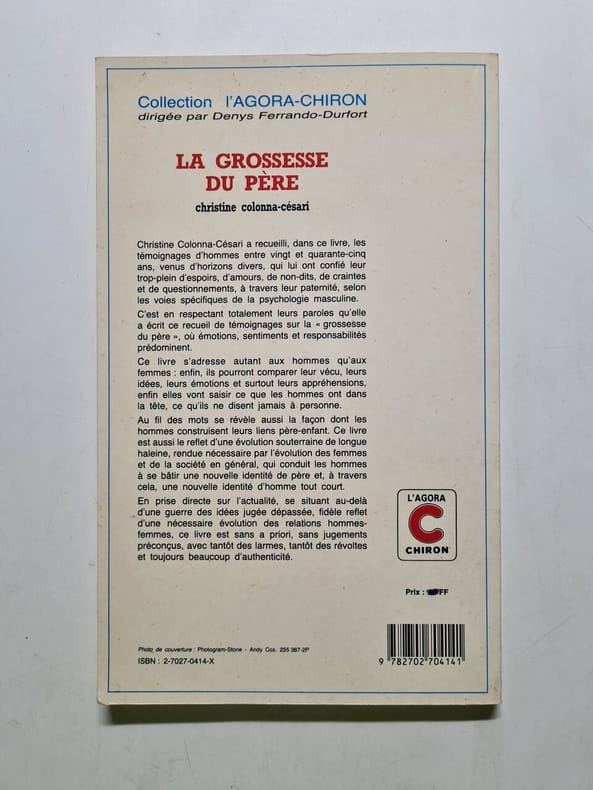 Collection l'AGORA-CHIRON
dirigée par Denys Ferrando-Durfort
LA GROSSESSE
DU PÈRE
christine colonna-césari
Christine Colonna-Césari a recueilli, dans ce livre, les
témoignages d'hommes entre vingt et quarante-cinq
ans, venus d'horizons divers, qui lui ont confié leur
trop-plein d'espoirs, d'amours, de non-dits, de craintes
et de questionnements, à travers leur paternité, selon
les voies spécifiques de la psychologie masculine.
C'est en respectant totalement leurs paroles qu'elle
a écrit ce recueil de témoignages sur la « grossesse
du père », où émotions, sentiments et responsabilités
prédominent.
Ce livre s'adresse autant aux hommes qu'aux
femmes : enfin, ils pourront comparer leur vécu, leurs
idées, leurs émotions et surtout leurs appréhensions,
enfin elles vont saisir ce que les hommes ont dans
la tête, ce qu'ils ne disent jamais à personne.
Au fil des mots se révèle aussi la façon dont les
hommes construisent leurs liens père-enfant. Ce livre
est aussi le reflet d'une évolution souterraine de longue
haleine, rendue nécessaire par l'évolution des femmes
et de la société en général, qui conduit les hommes
à se bâtir une nouvelle identité de père et, à travers
cela, une nouvelle identité d'homme tout court.
En prise directe sur l'actualité, se situant au-delà
d'une guerre des idées jugée dépassée, fidèle reflet
d'une nécessaire évolution des relations hommes-
femmes, ce livre est sans a priori, sans jugements
préconçus, avec tantôt des larmes, tantôt des révoltes
et toujours beaucoup d'authenticité.
L'AGORA
C
CHIRON
Prix : FF
Photo de couverture : Photogram-Stone - Andy Cox. 255 387-2P
ISBN : 2-7027-0414-X
9 782702 704141